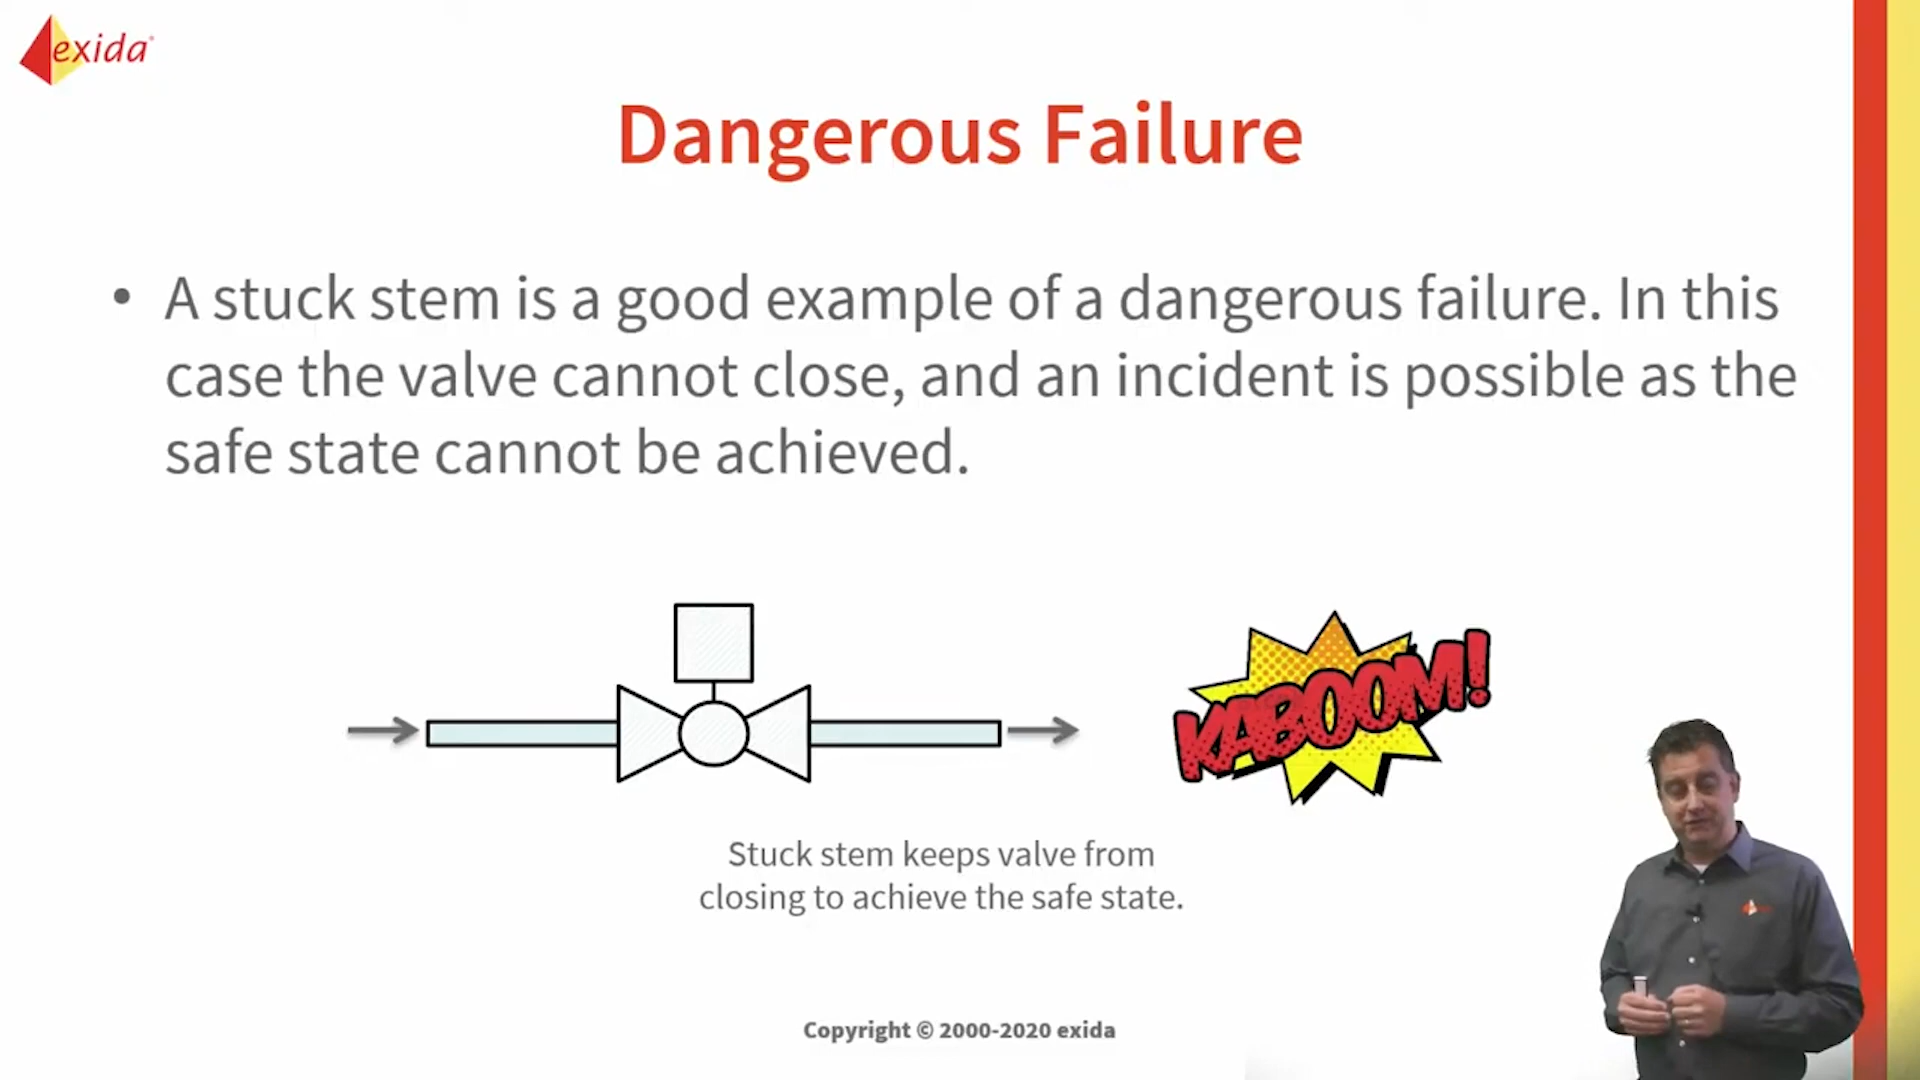 exida
Dangerous Failure
• A stuck stem is a good example of a dangerous failure. In this
case the valve cannot close, and an incident is possible as the
safe state cannot be achieved.
KABOOM!
Stuck stem keeps valve from
closing to achieve the safe state.
Copyright © 2000-2020 exida